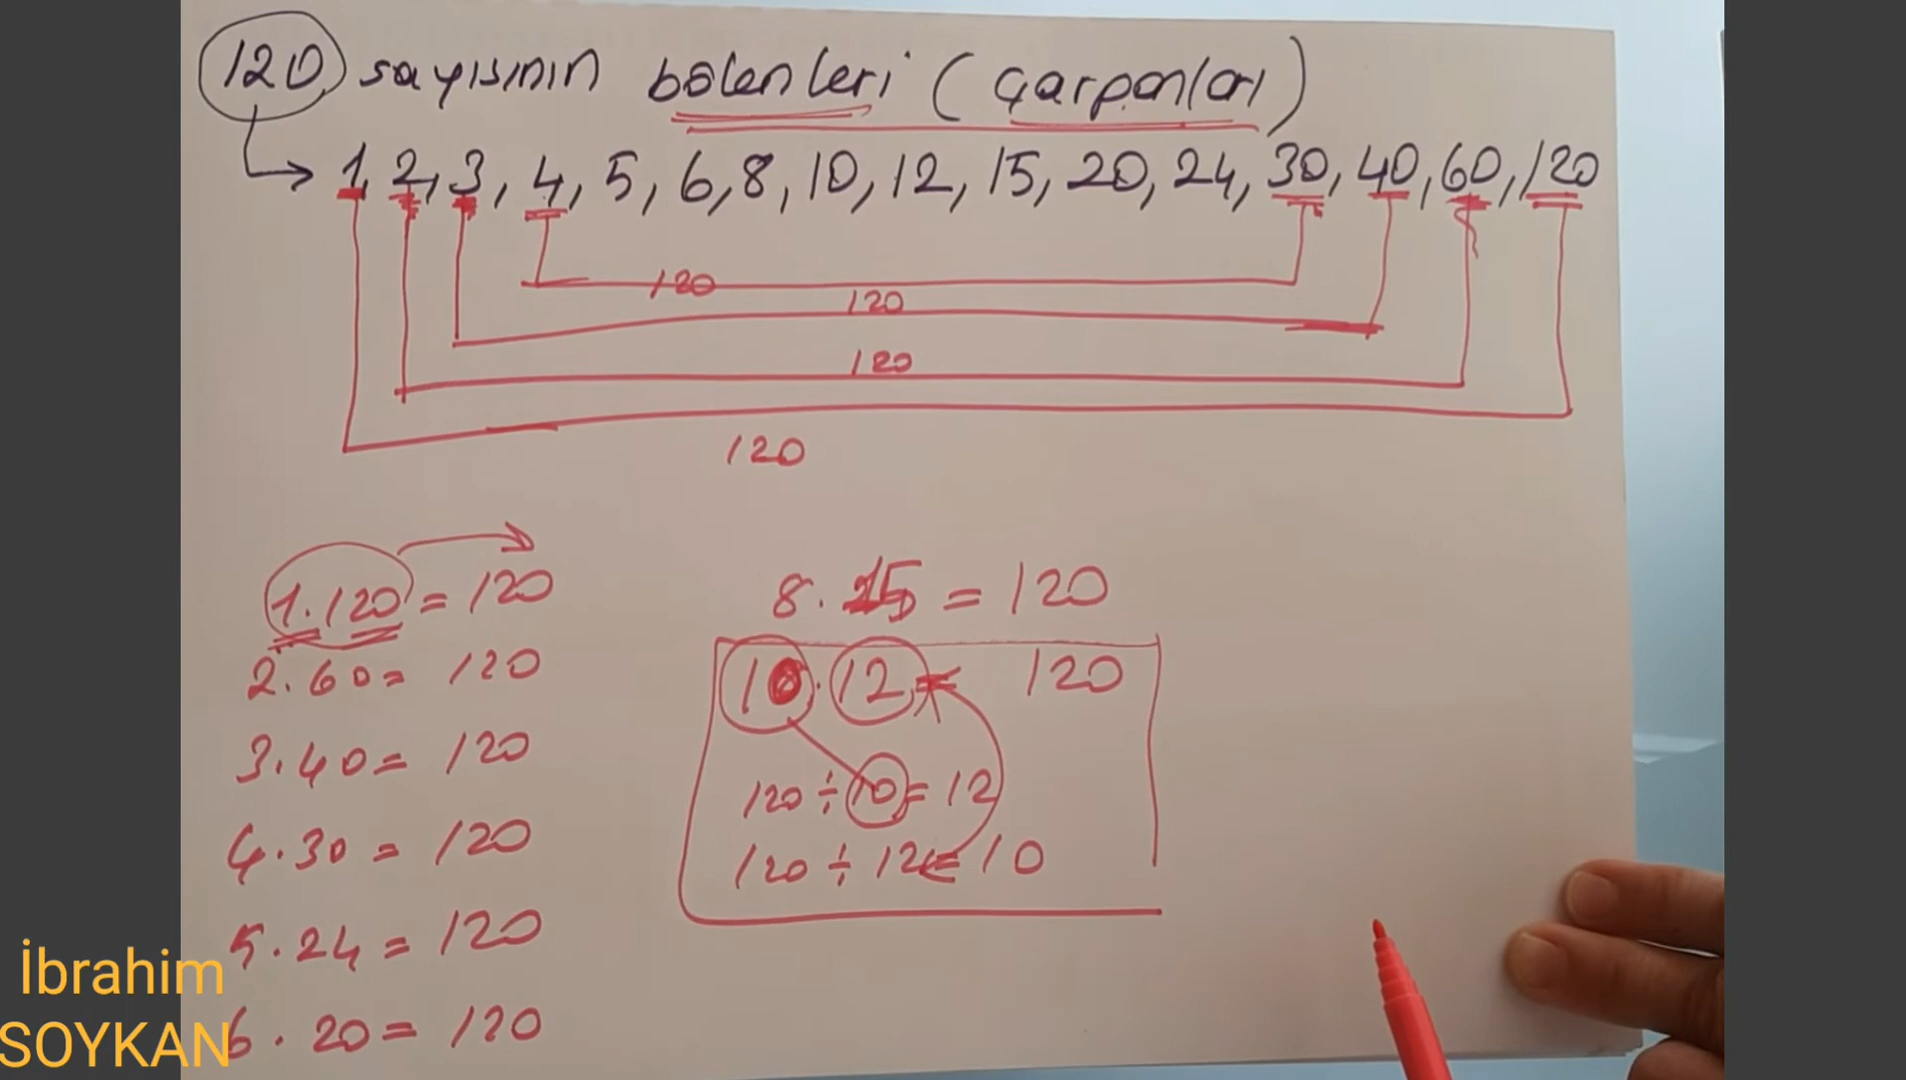 120 sayısının bölenleri (çarpanları)
1, 2, 3, 4, 5, 6, 8, 10, 12, 15, 20, 24, 30, 40, 60, 120
120
120
120
120
1.120 = 120
2.60 = 120
3.40 = 120
4.30 = 120
5.24 = 120
6.20 = 120
8.15 = 120
10.12 = 120
120 ÷ 10 = 12
120 ÷ 12 = 10
İbrahim
SOYKAN